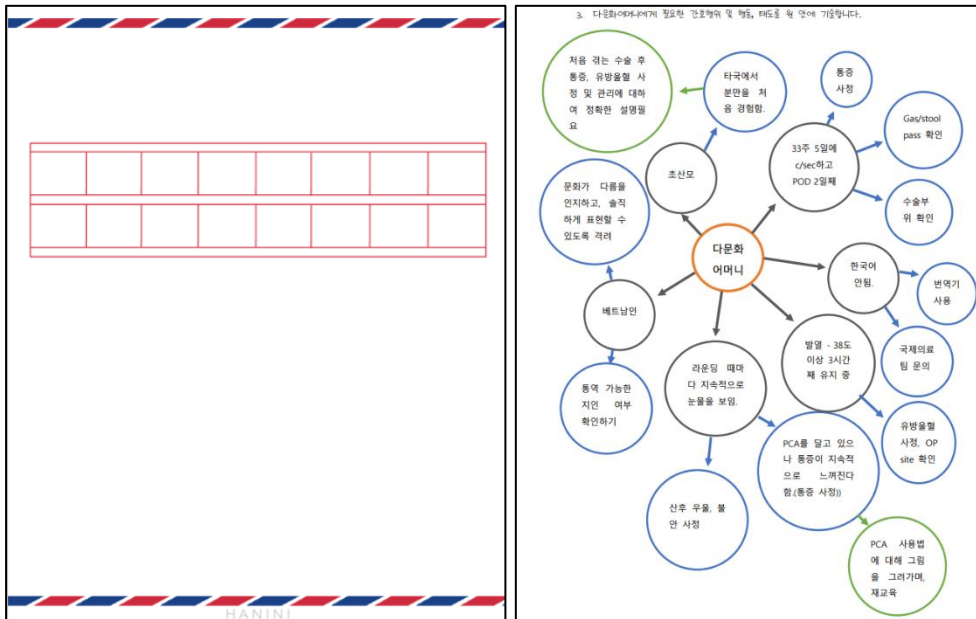 HANINI
3. 다문화어머니에게 필요한 간호행위 및 행동, 태도를 원 안에 기술합니다.
처음 겪는 수술 후
통증, 유방울혈 사
정 및 관리에 대하
여 정확한 설명필
요
타국에서
분만을 처
음 경험함.
통증
사정
33주 5일에
c/sec하고
POD 2일째
Gas/stool
pass 확인
수술부
위 확인
초산모
문화가 다름을
인지하고, 솔직
하게 표현할 수
있도록 격려
다문화
어머니
한국어
안됨.
번역기
사용
국제의료
팀 문의
베트남인
통역 가능한
지인 여부
확인하기
라운딩 때마
다 지속적으로
눈물을 보임.
발열 - 38도
이상 3시간
째 유지 중
유방울혈
사정, OP
site 확인
PCA를 달고 있으
나 통증이 지속적
으로 느껴진다
함.(통증 사정))
산후 우울, 불
안 사정
PCA 사용법
에 대해 그림
을 그려가며,
재교육